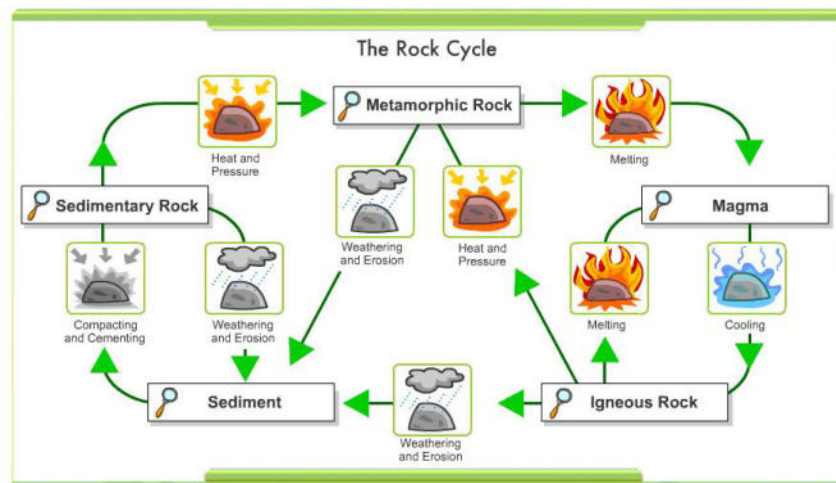 The Rock Cycle
Metamorphic Rock
Heat and
Pressure
Melting
Sedimentary Rock
Weathering
and Erosion
Heat and
Pressure
Magma
Compacting
and Cementing
Weathering
and Erosion
Melting
Cooling
Sediment
Weathering
and Erosion
Igneous Rock